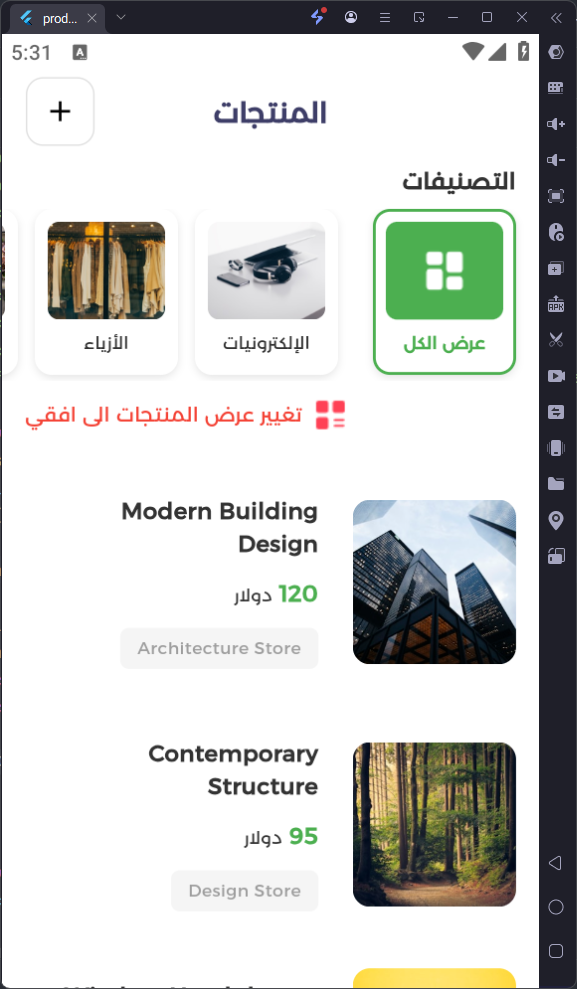 prod...
5:31
A
المنتجات
التصنيفات
عرض الكل
الإلكترونيات
الأزياء
تغيير عرض المنتجات الى افقي
Modern Building
Design
120 دولار
Architecture Store
Contemporary
Structure
95 دولار
Design Store
APK